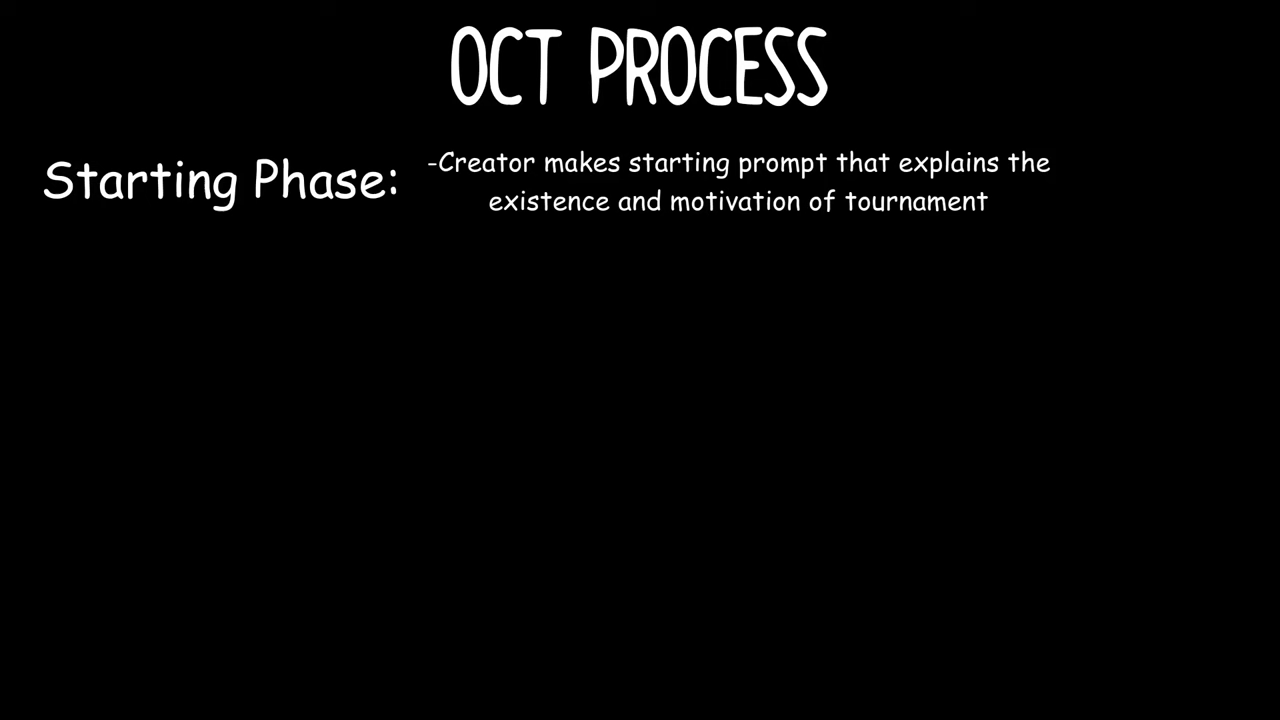 OCT PROCESS
Starting Phase:
-Creator makes starting prompt that explains the
existence and motivation of tournament